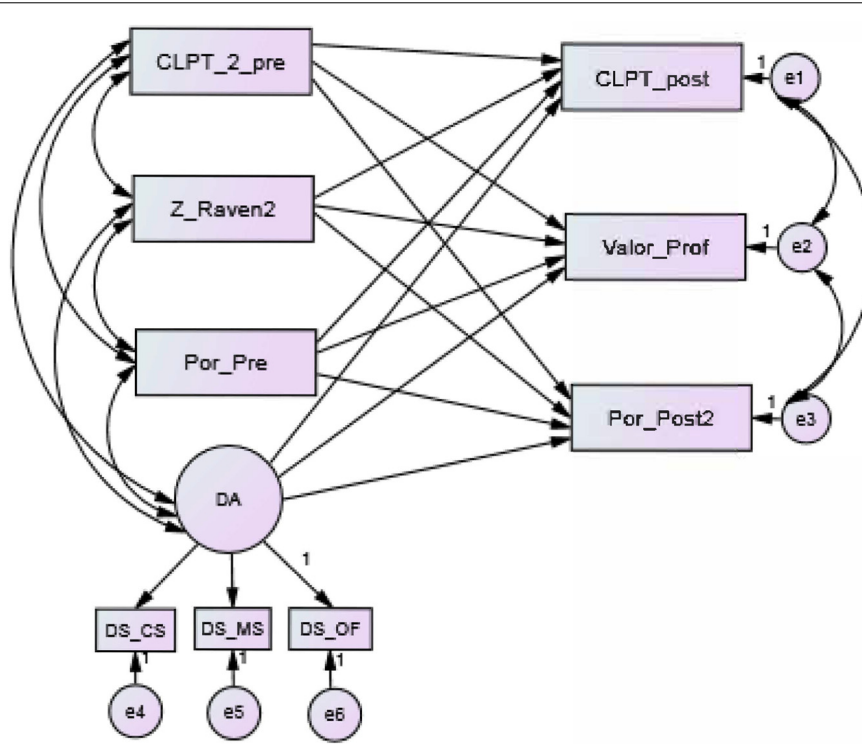 CLPT_2_pre
CLPT_post
1
e1
Z_Raven2
Valor_Prof
1
e2
Por_Pre
Por_Post2
1
e3
DA
1
DS_CS
DS_MS
DS_OF
1
1
1
e4
e5
e6